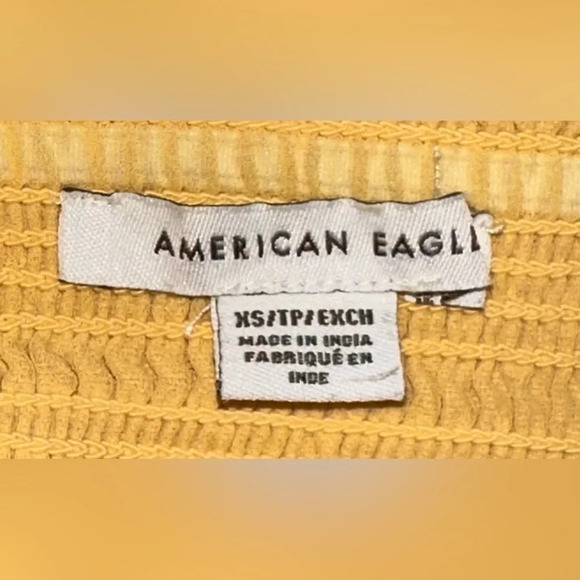 AMERICAN EAGL
XS/TP/EXCH
MADE IN INDIA
FABRIQUÉ EN
INDE